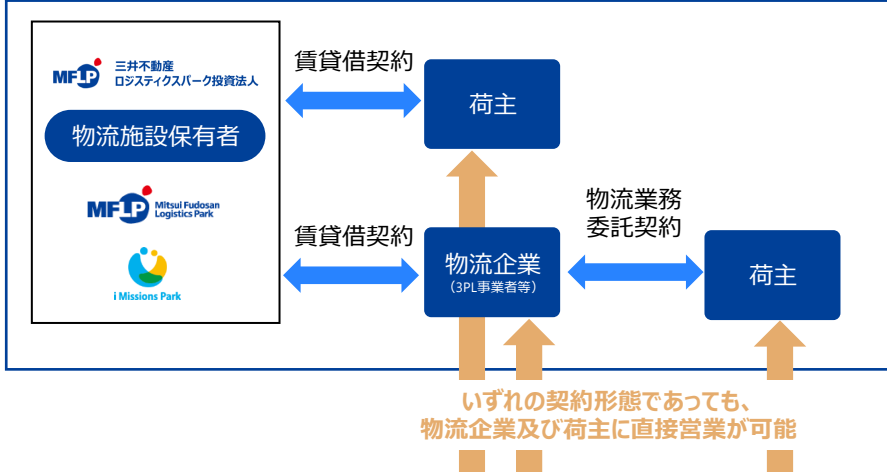 MFLP
三井不動産
ロジスティクスパーク投資法人
物流施設保有者
MFLP
Mitsui Fudosan
Logistics Park
i Missions Park
賃貸借契約
荷主
賃貸借契約
物流企業
（3PL事業者等）
物流業務
委託契約
荷主
いずれの契約形態であっても、
物流企業及び荷主に直接営業が可能